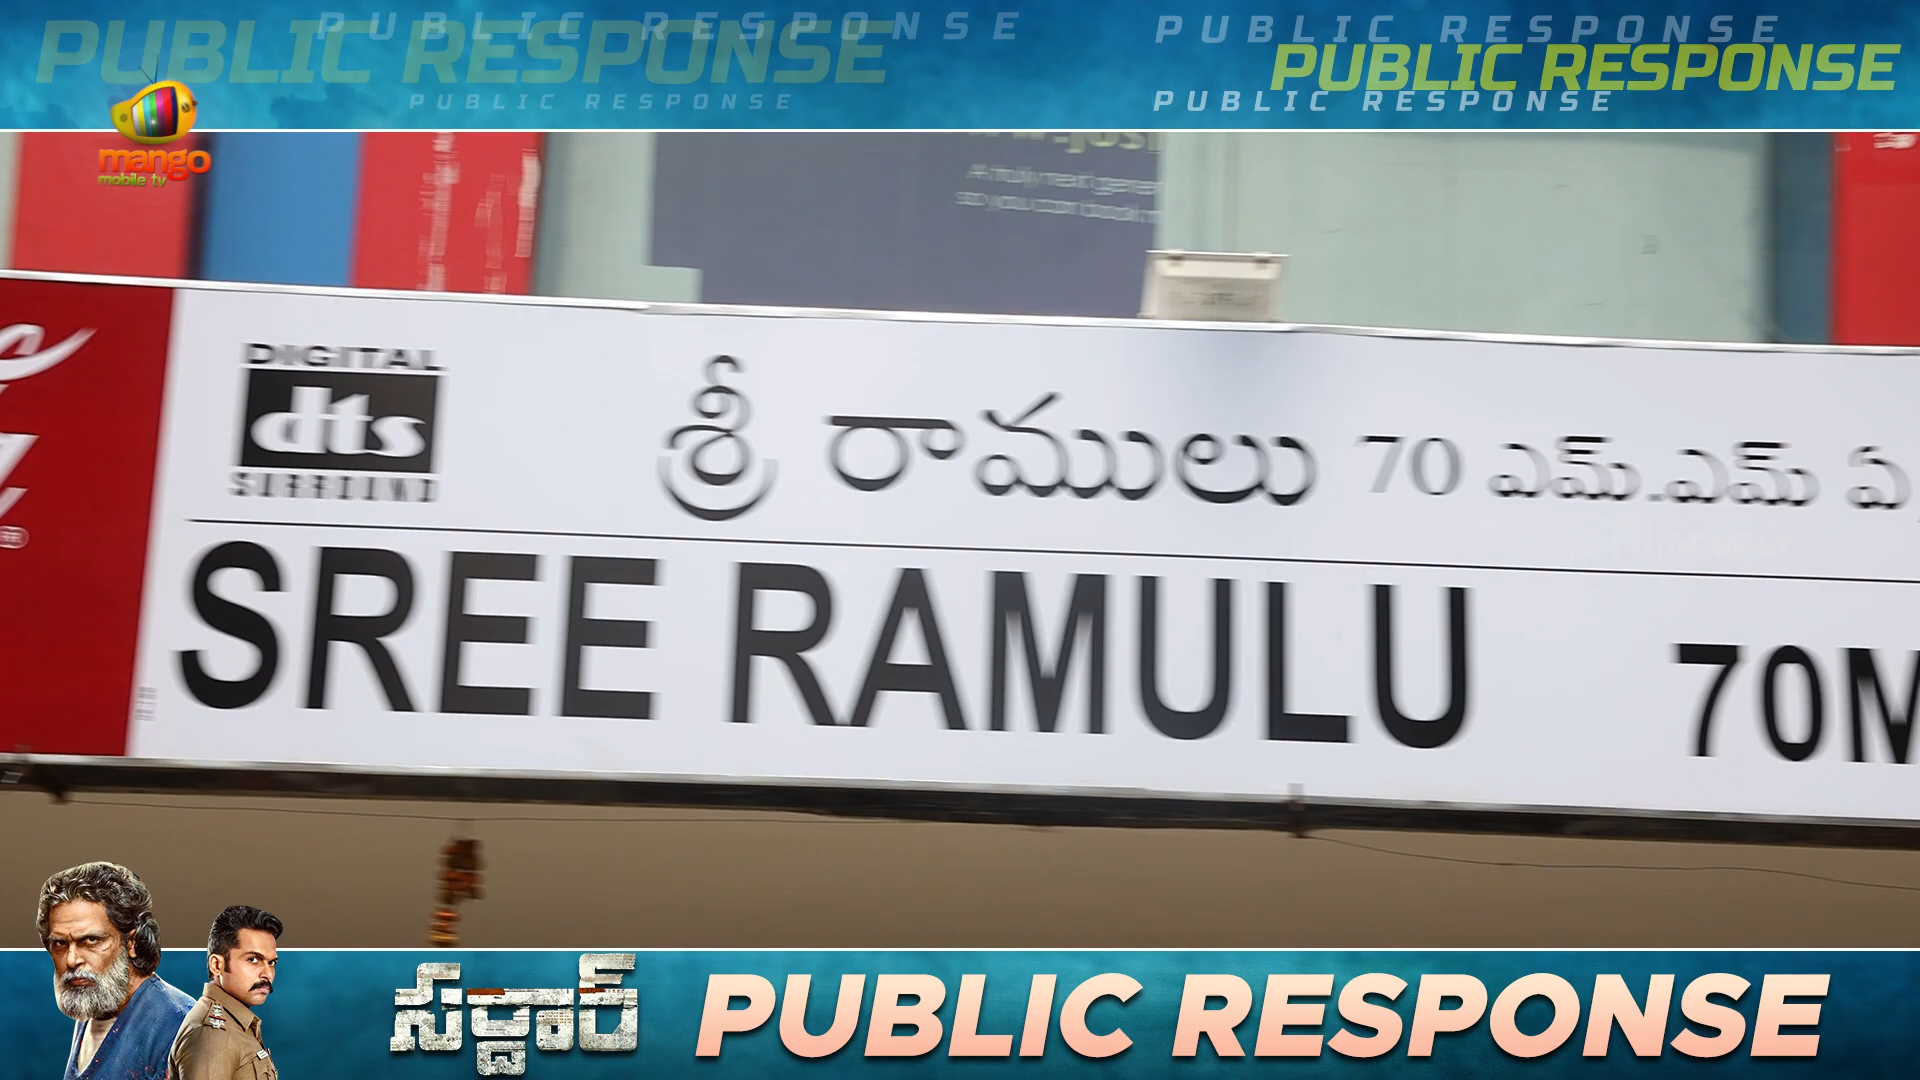 PUBLIC RESPONSE
PUBLIC RESPONSE
PUBLIC RESPONSE
PUBLIC RESPONSE
PUBLIC RESPONSE
PUBLIC RESPONSE
mango
mobile tv
DIGITAL
dts
SURROUND
శ్రీ రాములు 70 ఎమ్.ఎమ్ ఏ
SREE RAMULU 70M
సర్దార్ PUBLIC RESPONSE